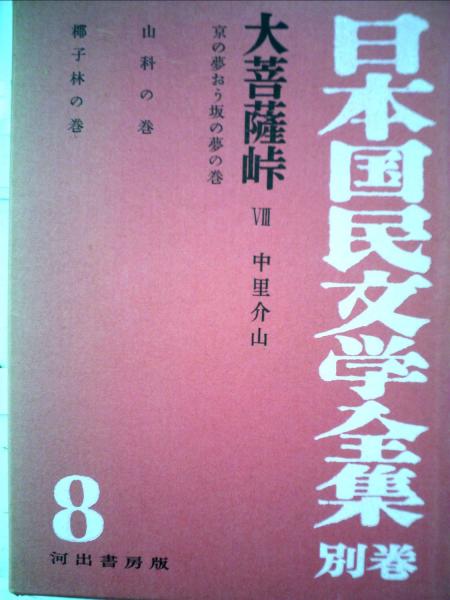 日本国民文学全集
別巻
大菩薩峠 VIII 中里介山
京の夢おう坂の夢の巻
山科の巻
椰子林の巻
8
河出書房版